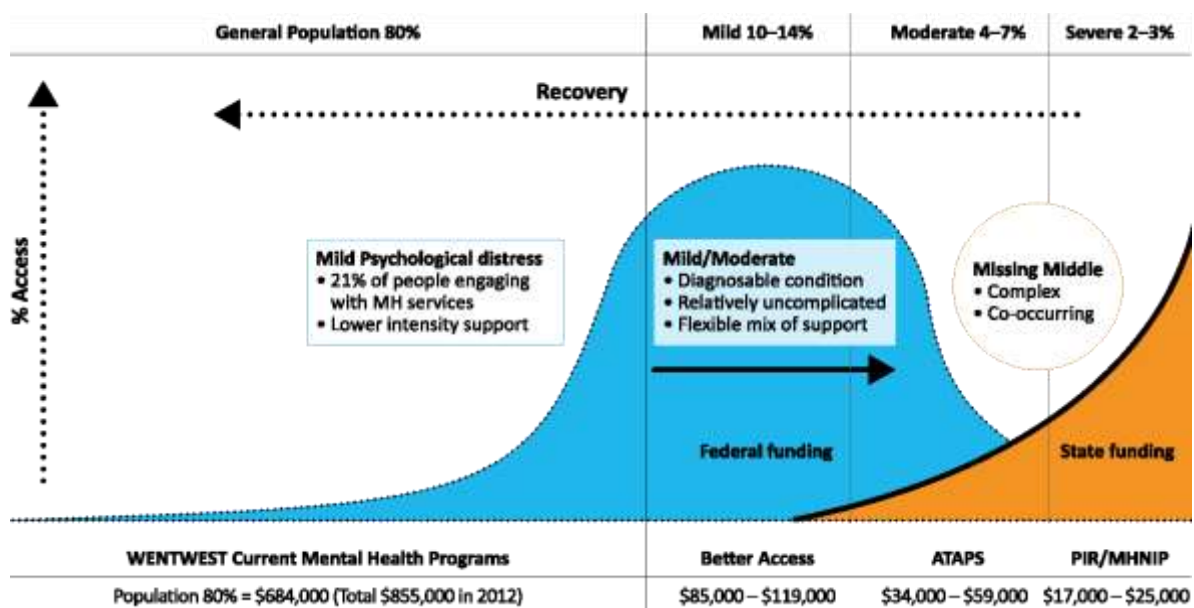 General Population 80%
Mild 10–14%
Moderate 4–7%
Severe 2–3%
Recovery
% Access
Mild Psychological distress
• 21% of people engaging
with MH services
• Lower intensity support
Mild/Moderate
• Diagnosable condition
• Relatively uncomplicated
• Flexible mix of support
Missing Middle
• Complex
• Co-occurring
Federal funding
State funding
WENTWEST Current Mental Health Programs
Better Access
ATAPS
PIR/MHNIP
Population 80% = $684,000 (Total $855,000 in 2012)
$85,000 – $119,000
$34,000 – $59,000
$17,000 – $25,000